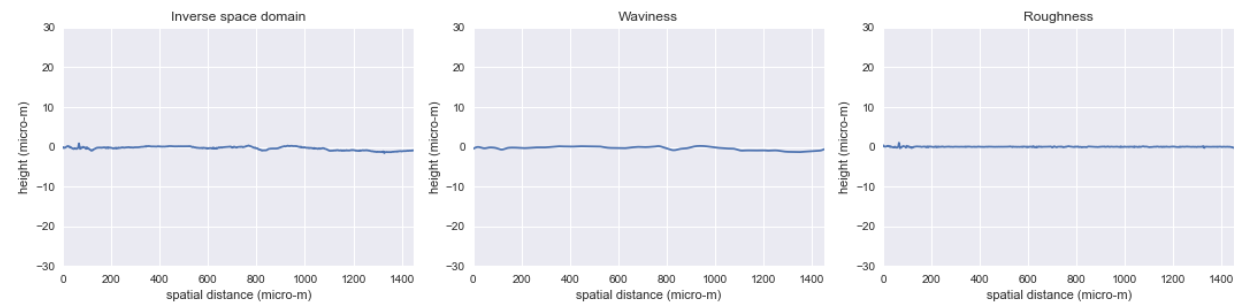 Inverse space domain
30
20
10
0
−10
−20
−30
height (micro-m)
0 200 400 600 800 1000 1200 1400
spatial distance (micro-m)
Waviness
30
20
10
0
−10
−20
−30
height (micro-m)
0 200 400 600 800 1000 1200 1400
spatial distance (micro-m)
Roughness
30
20
10
0
−10
−20
−30
height (micro-m)
0 200 400 600 800 1000 1200 1400
spatial distance (micro-m)